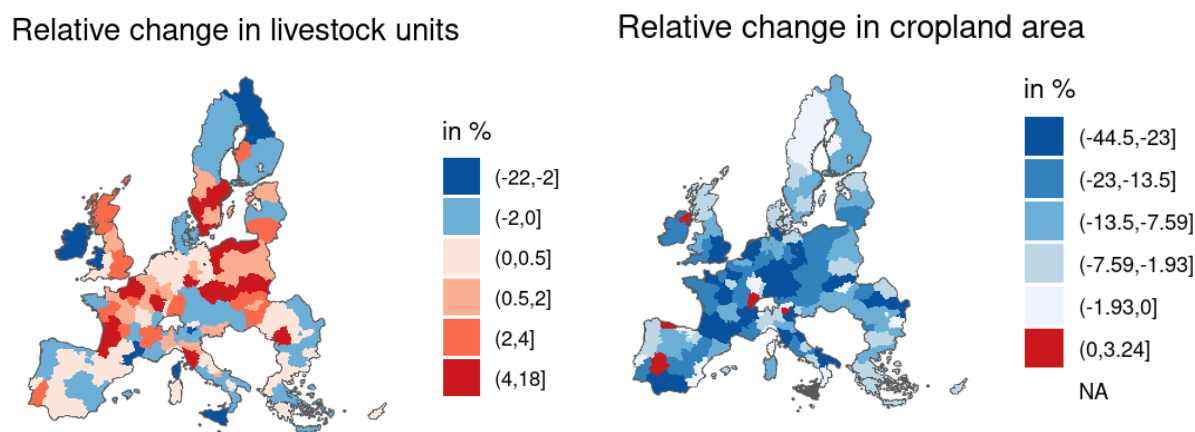 Relative change in livestock units
in %
(-22,-2]
(-2,0]
(0,0.5]
(0.5,2]
(2,4]
(4,18]
Relative change in cropland area
in %
(-44.5,-23]
(-23,-13.5]
(-13.5,-7.59]
(-7.59,-1.93]
(-1.93,0]
(0,3.24]
NA